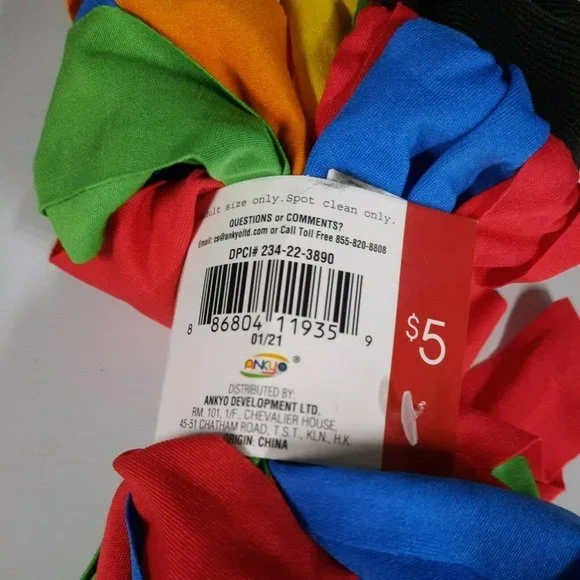 size only. Spot clean only.
QUESTIONS or COMMENTS?
Email: cs@ankyoltd.com or Call Toll Free 855-820-8808
DPCI# 234-22-3890
8 86804 11935 9
01/21
ANKYO ®
DISTRIBUTED BY:
ANKYO DEVELOPMENT LTD.
RM. 101, 1/F., CHEVALIER HOUSE,
45-51 CHATHAM ROAD, T.S.T., KLN., H.K.
ORIGIN: CHINA
$5